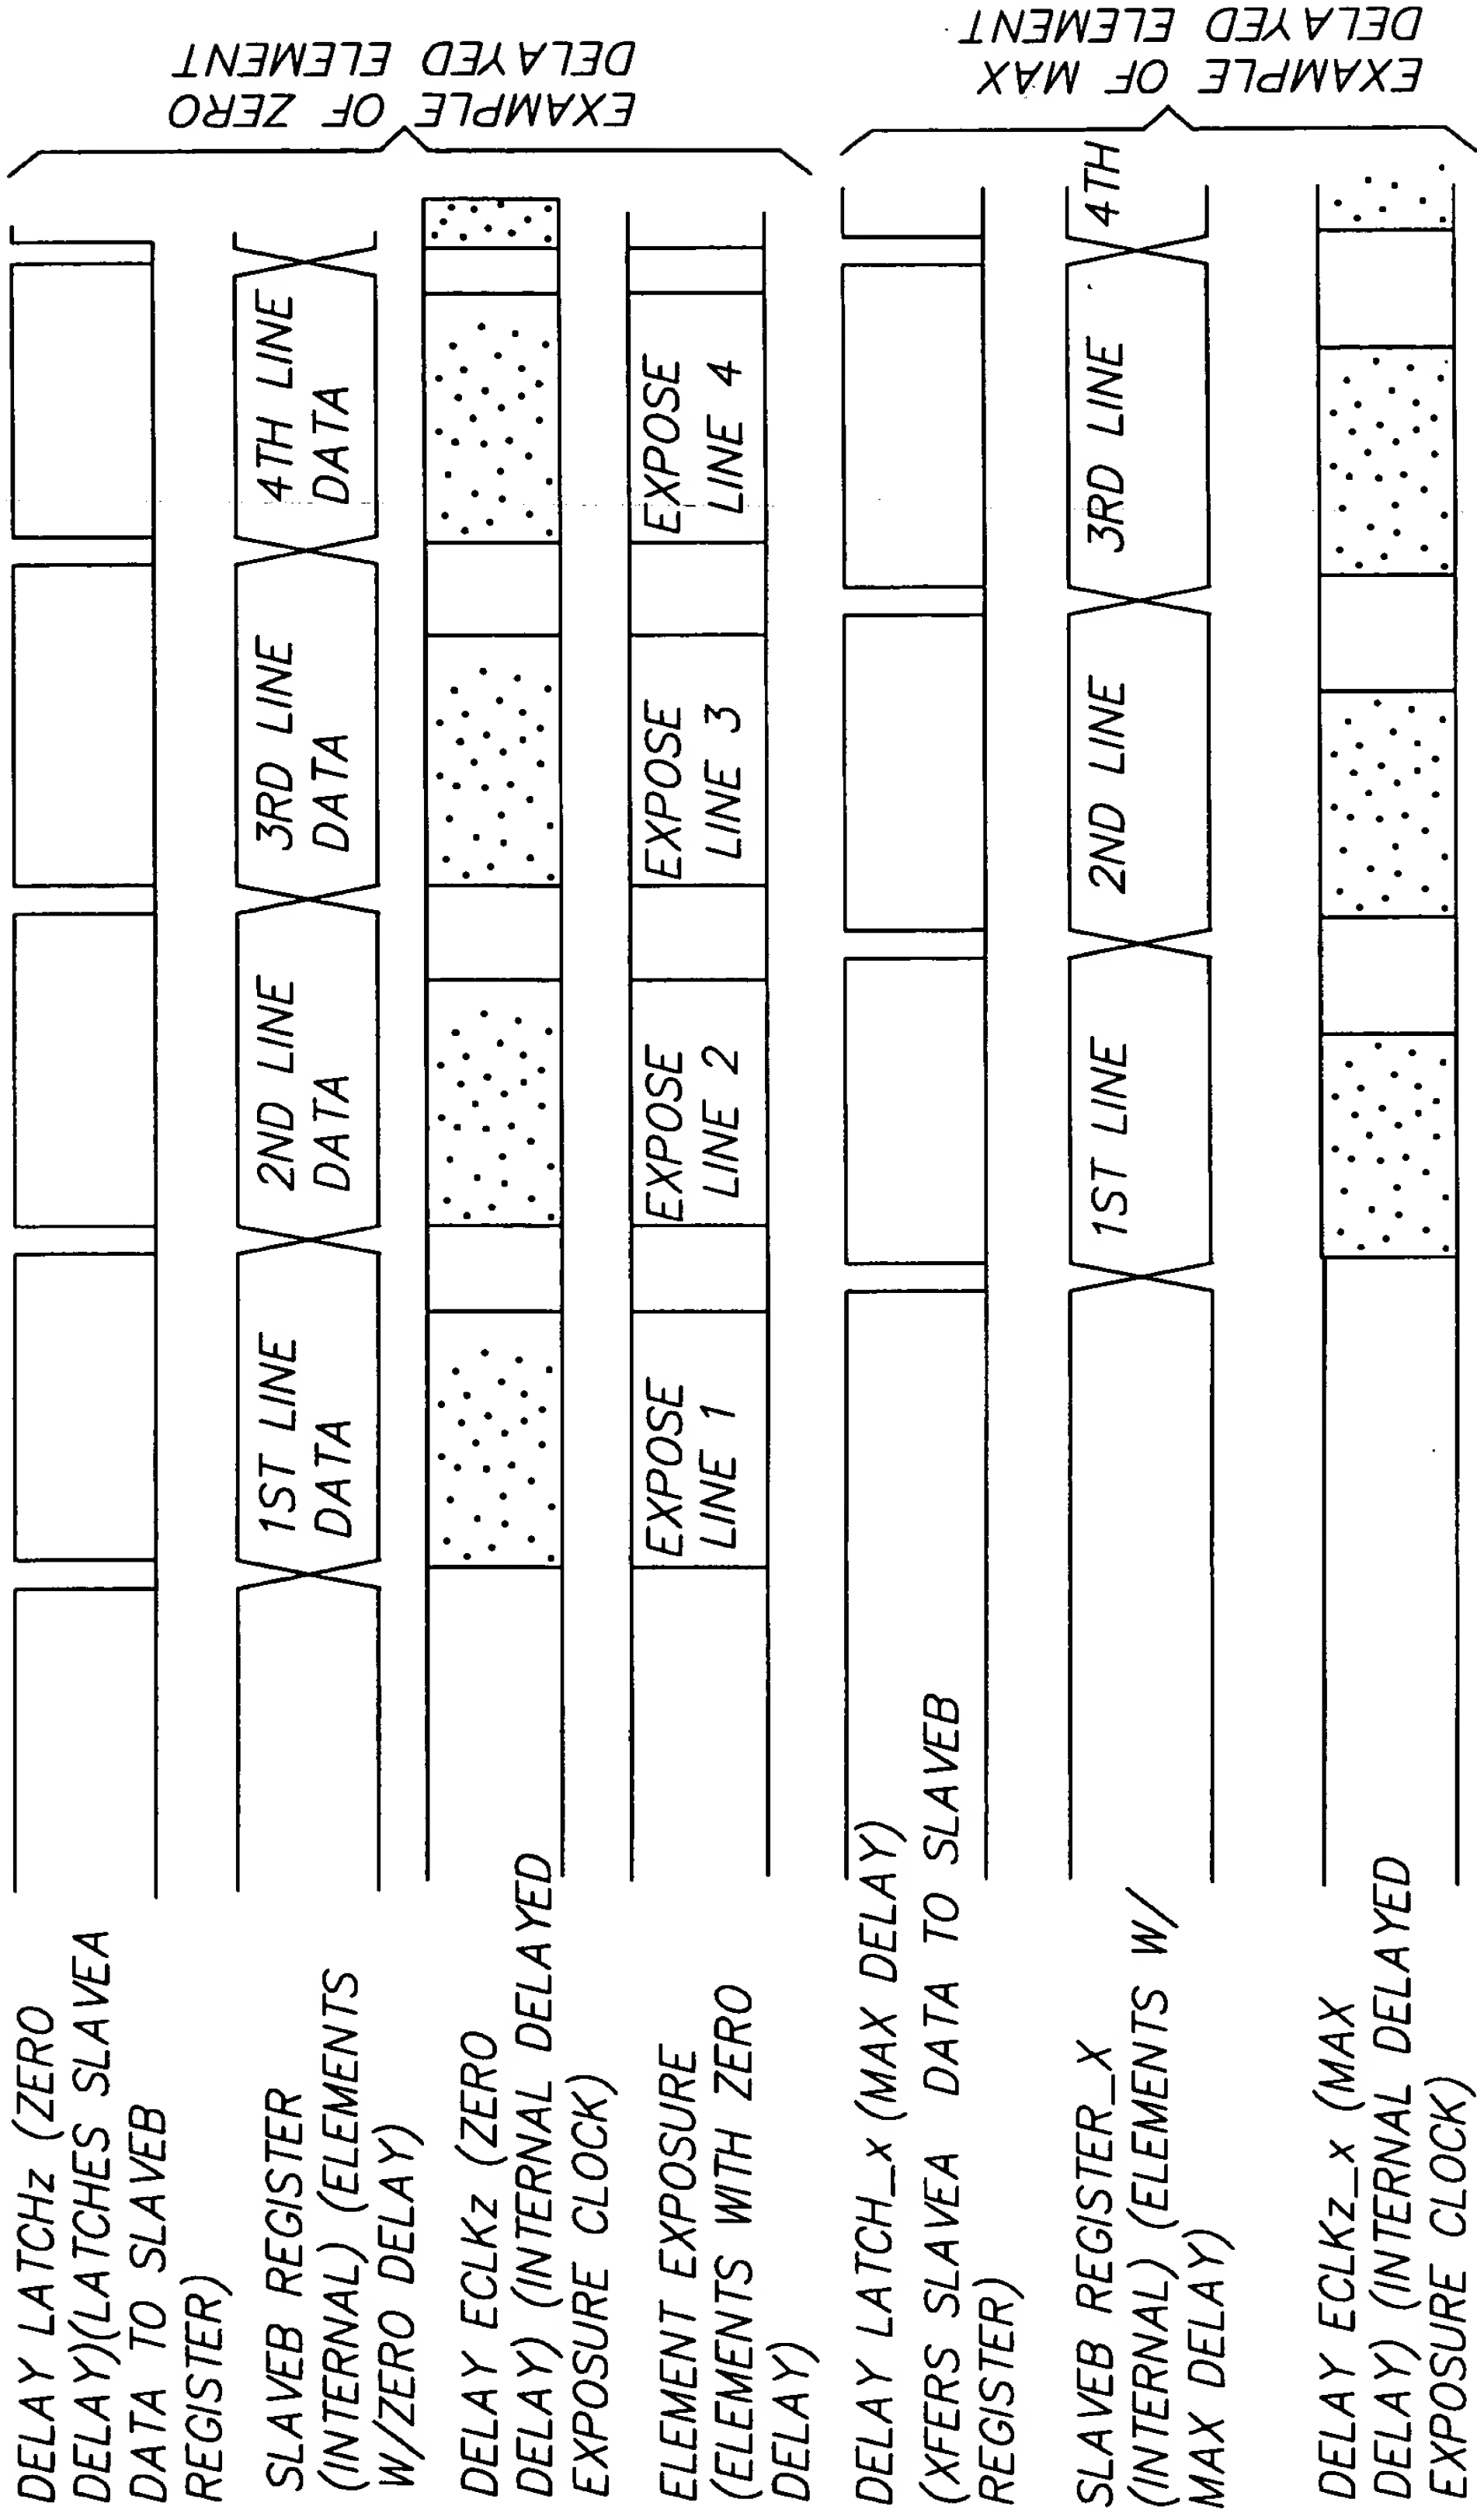 DELAY LATCHz (ZERO
DELAY)(LATCHES SLAVEA
DATA TO SLAVEB
REGISTER)
SLAVEB REGISTER
(INTERNAL) (ELEMENTS
W/ZERO DELAY)
1ST LINE
DATA
2ND LINE
DATA
3RD LINE
DATA
4TH LINE
DATA
DELAY ECLKz (ZERO
DELAY) (INTERNAL DELAYED
EXPOSURE CLOCK)
ELEMENT EXPOSURE
(ELEMENTS WITH ZERO
DELAY)
EXPOSE
LINE 1
EXPOSE
LINE 2
EXPOSE
LINE 3
EXPOSE
LINE 4
EXAMPLE OF ZERO
DELAYED ELEMENT
DELAY LATCH_x (MAX DELAY)
(XFERS SLAVEA DATA TO SLAVEB
REGISTER)
SLAVEB REGISTER_X
(INTERNAL) (ELEMENTS W/
MAX DELAY)
1ST LINE
2ND LINE
3RD LINE
4TH
DELAY ECLKz_x (MAX
DELAY) (INTERNAL DELAYED
EXPOSURE CLOCK)
EXAMPLE OF MAX
DELAYED ELEMENT